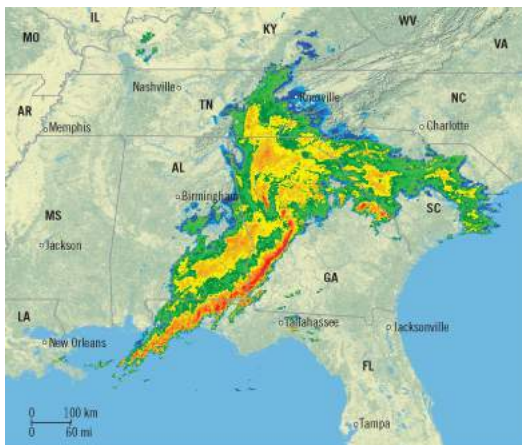 IL
KY
WV
MO
VA
Nashville
Knoxville
TN
NC
AR
Memphis
Charlotte
AL
Birmingham
SC
MS
Jackson
GA
LA
Tallahassee
Jacksonville
New Orleans
FL
0 100 km
0 60 mi
Tampa